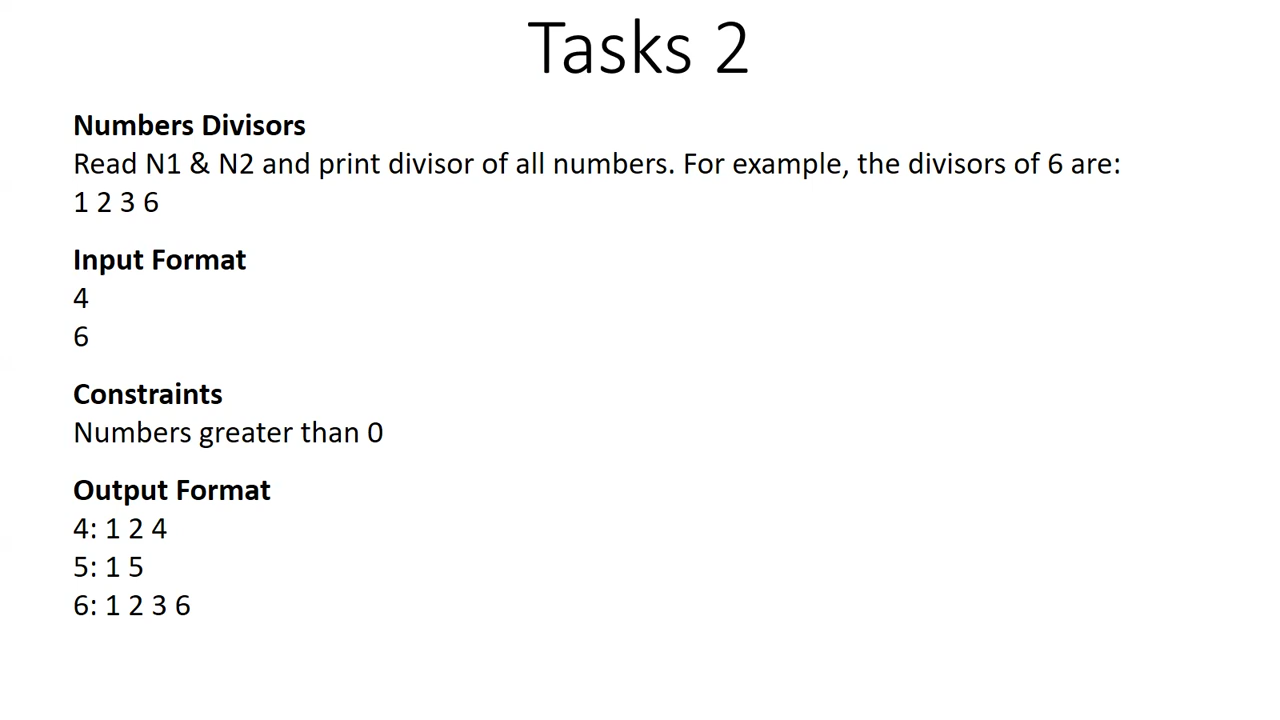 Tasks 2
Numbers Divisors
Read N1 & N2 and print divisor of all numbers. For example, the divisors of 6 are:
1 2 3 6
Input Format
4
6
Constraints
Numbers greater than 0
Output Format
4: 1 2 4
5: 1 5
6: 1 2 3 6